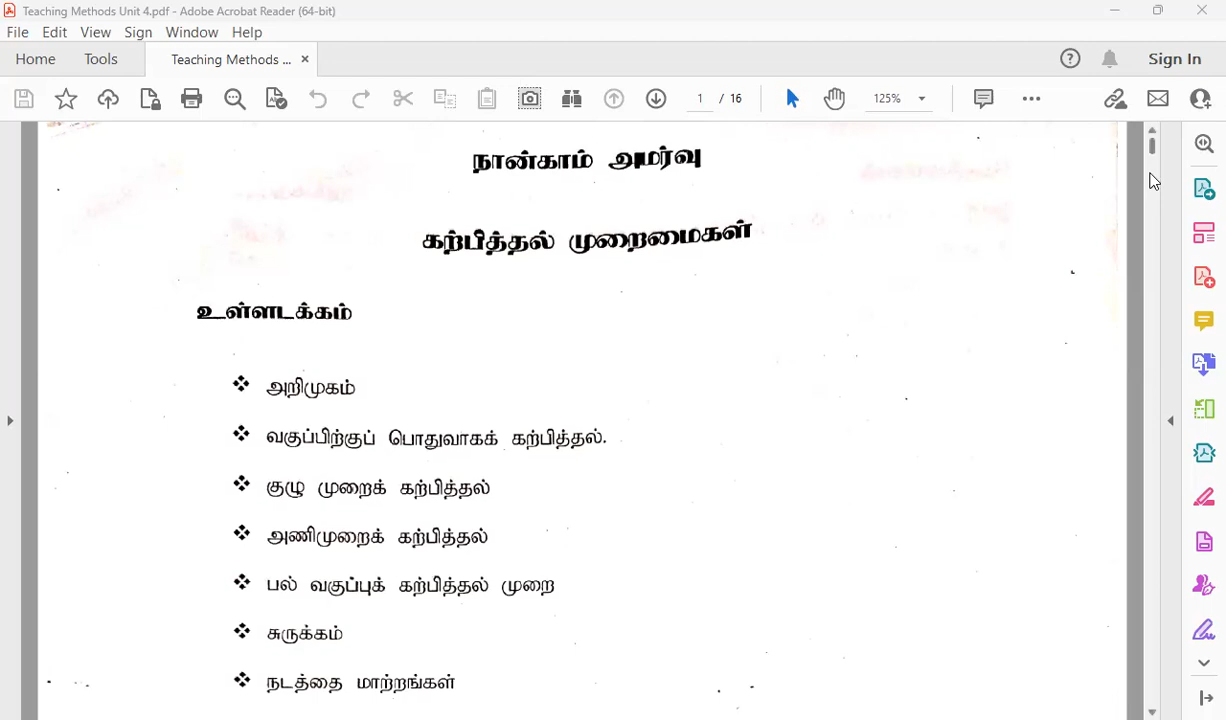 Teaching Methods Unit 4.pdf - Adobe Acrobat Reader (64-bit)
File Edit View Sign Window Help
Home Tools Teaching Methods ... × Sign In
1 / 16 125%
நான்காம் அமர்வு
கற்பித்தல் முறைமைகள்
உள்ளடக்கம்
❖ அறிமுகம்
❖ வகுப்பிற்குப் பொதுவாகக் கற்பித்தல்.
❖ குழு முறைக் கற்பித்தல்
❖ அணிமுறைக் கற்பித்தல்
❖ பல் வகுப்புக் கற்பித்தல் முறை
❖ சுருக்கம்
❖ நடத்தை மாற்றங்கள்